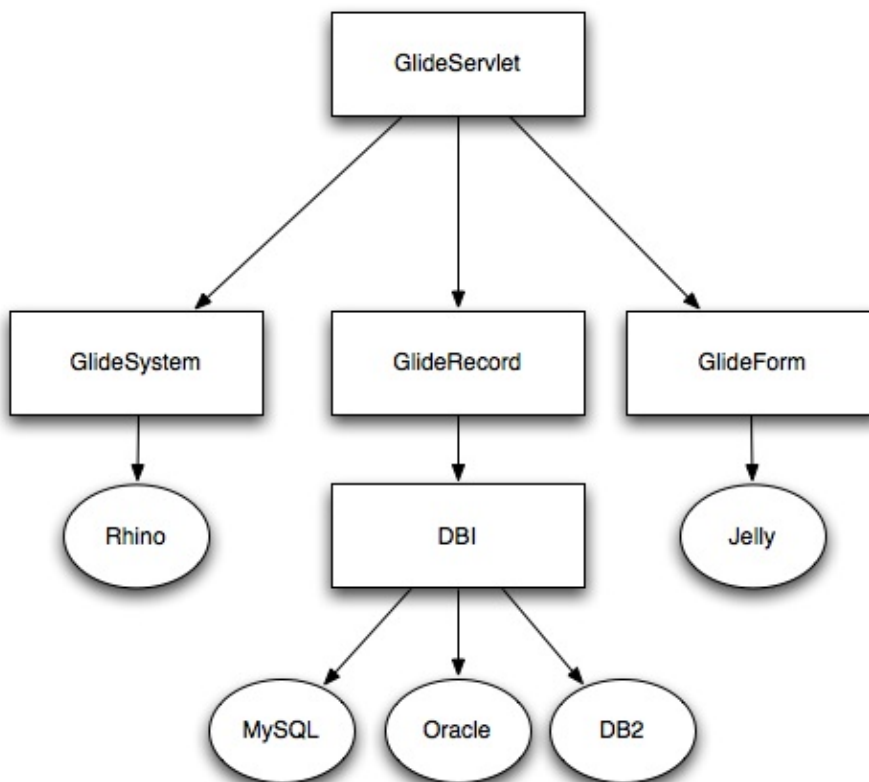 GlideServlet
GlideSystem
GlideRecord
GlideForm
Rhino
DBI
Jelly
MySQL
Oracle
DB2